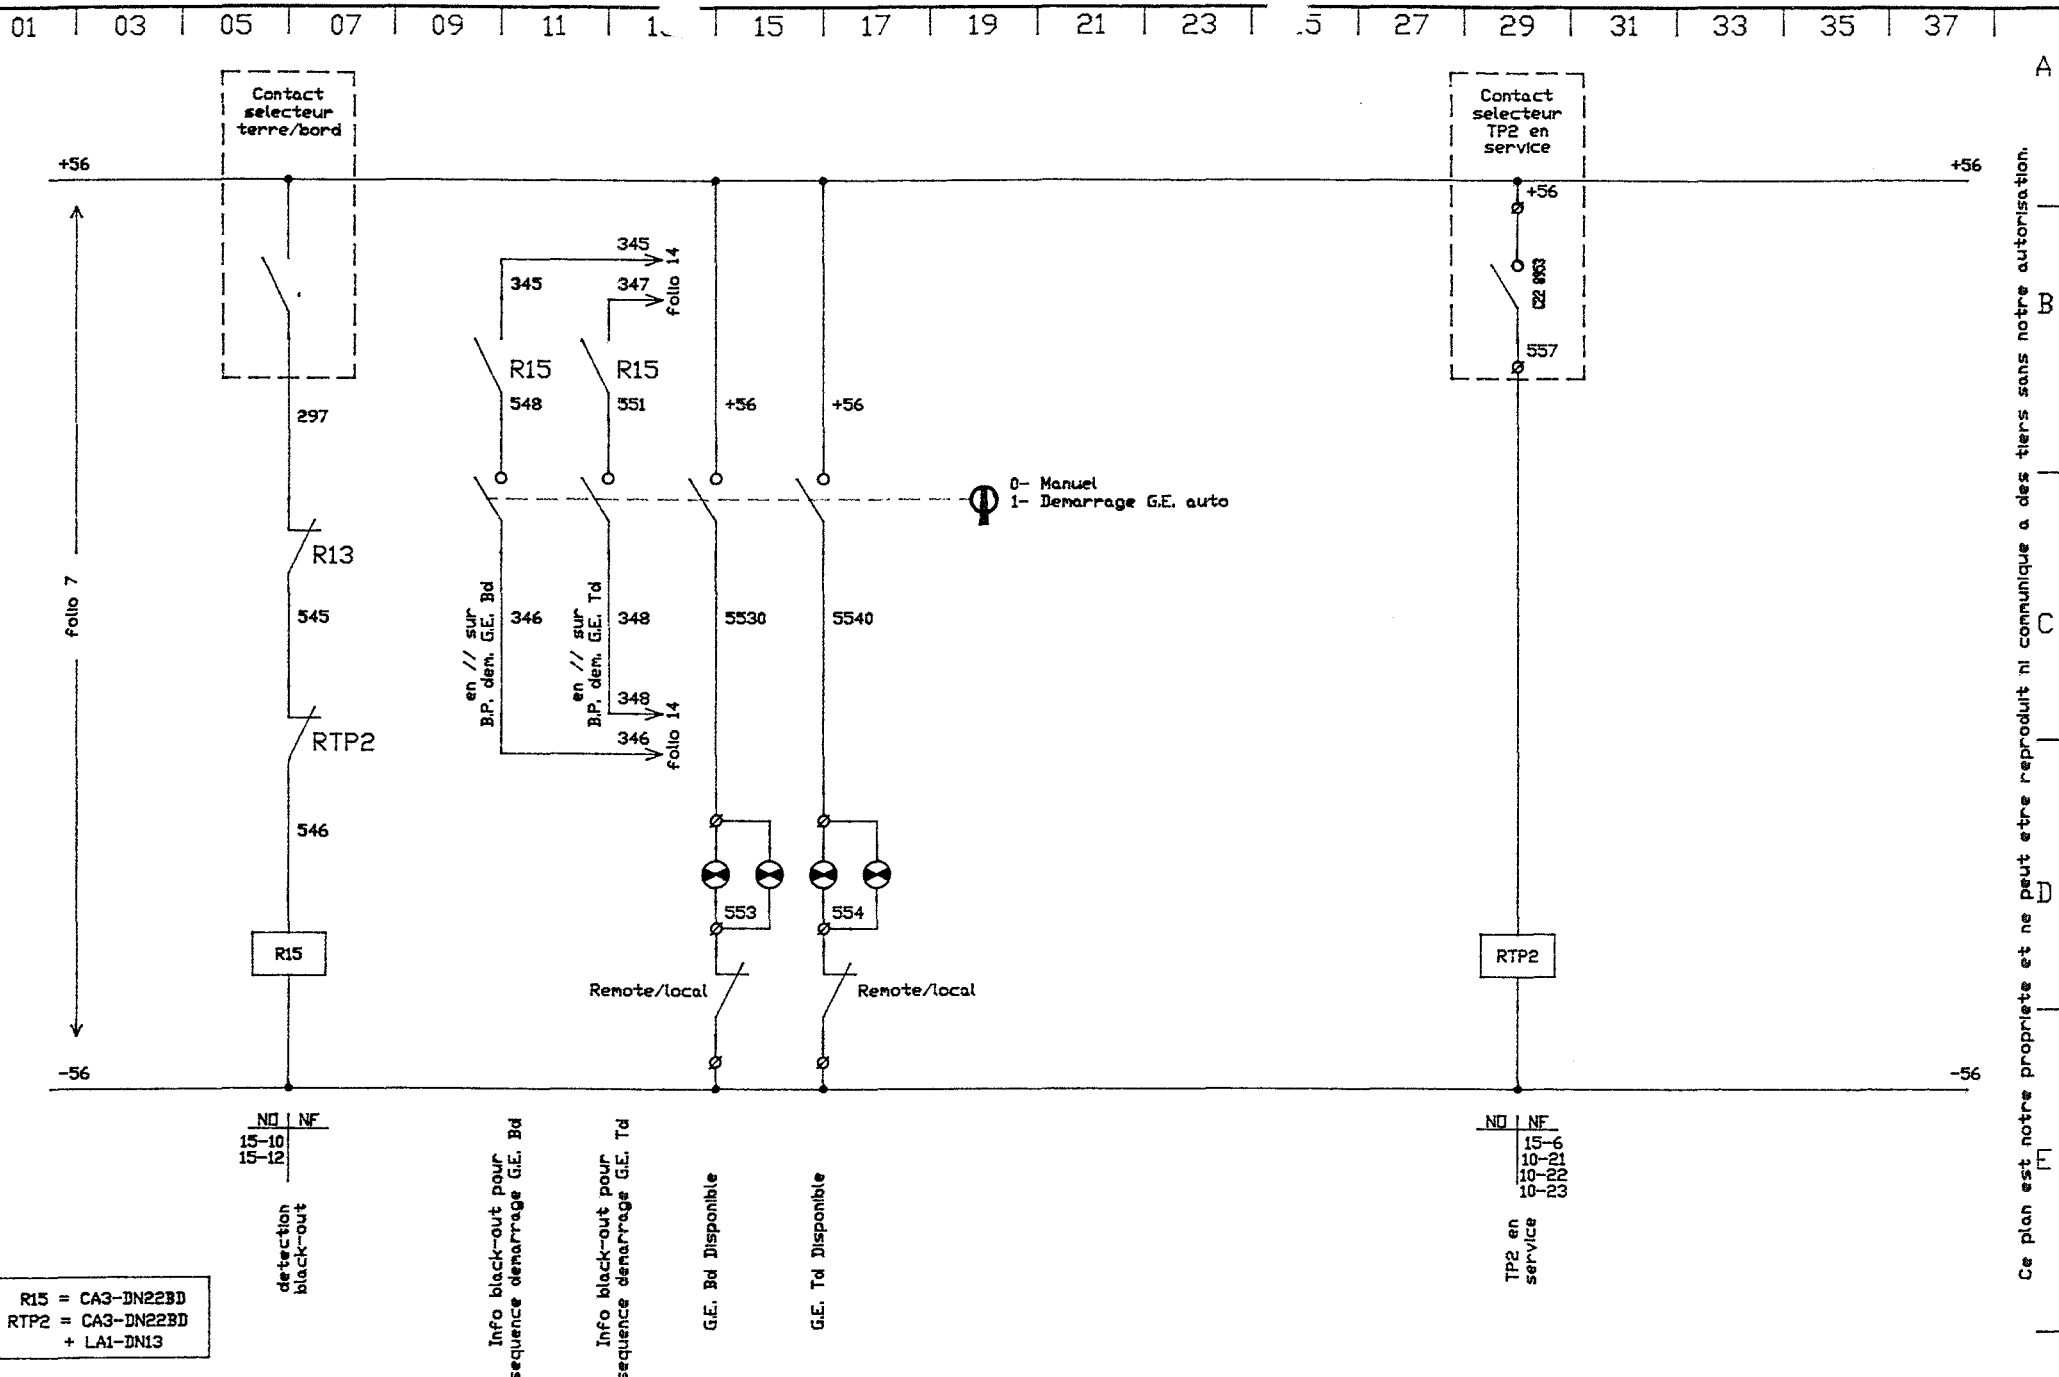 01 03 05 07 09 11 15 17 19 21 23 27 29 31 33 35 37
A
B
C
D
E
Contact
selecteur
terre/bord
Contact
selecteur
TP2 en
service
+56
+56
+56
C22 8953
557
345
345
347
folio 14
R15
R15
548
551
+56
+56
297
0- Manuel
1- Demarrage G.E. auto
R13
545
folio 7
en // sur
B.P. dem. G.E. Bd
346
en // sur
B.P. dem. G.E. Td
348
5530
5540
348
346
folio 14
RTP2
546
553
554
R15
RTP2
Remote/local
Remote/local
-56
-56
NO NF
15-10
15-12
detection
black-out
Info black-out pour
sequence demarrage G.E. Bd
Info black-out pour
sequence demarrage G.E. Td
G.E. Bd Disponible
G.E. Td Disponible
NO NF
15-6
10-21
10-22
10-23
TP2 en
service
R15 = CA3-DN22BD
RTP2 = CA3-DN22BD
+ LA1-DN13
Ce plan est notre propriete et ne peut etre reproduit ni communique a des tiers sans notre autorisation.